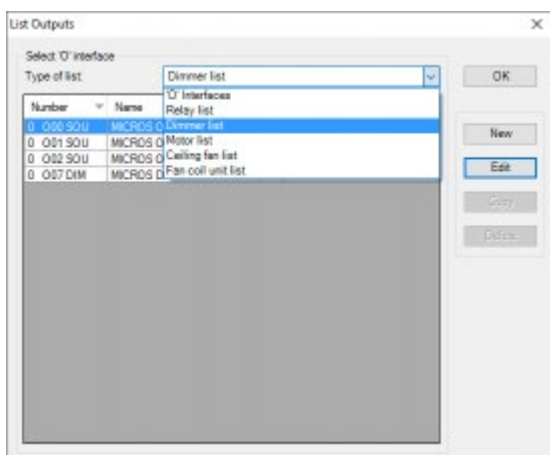 List Outputs
Select 'O' interface
Type of list
Dimmer list
OK
'O' Interfaces
Number
Name
Relay list
0 O00 SOU
MICROS O
Dimmer list
New
0 O01 SOU
MICROS O
Motor list
0 O02 SOU
MICROS O
Ceiling fan list
0 O07 DIM
MICROS D
Fan coil unit list
Edit
Copy
Delete